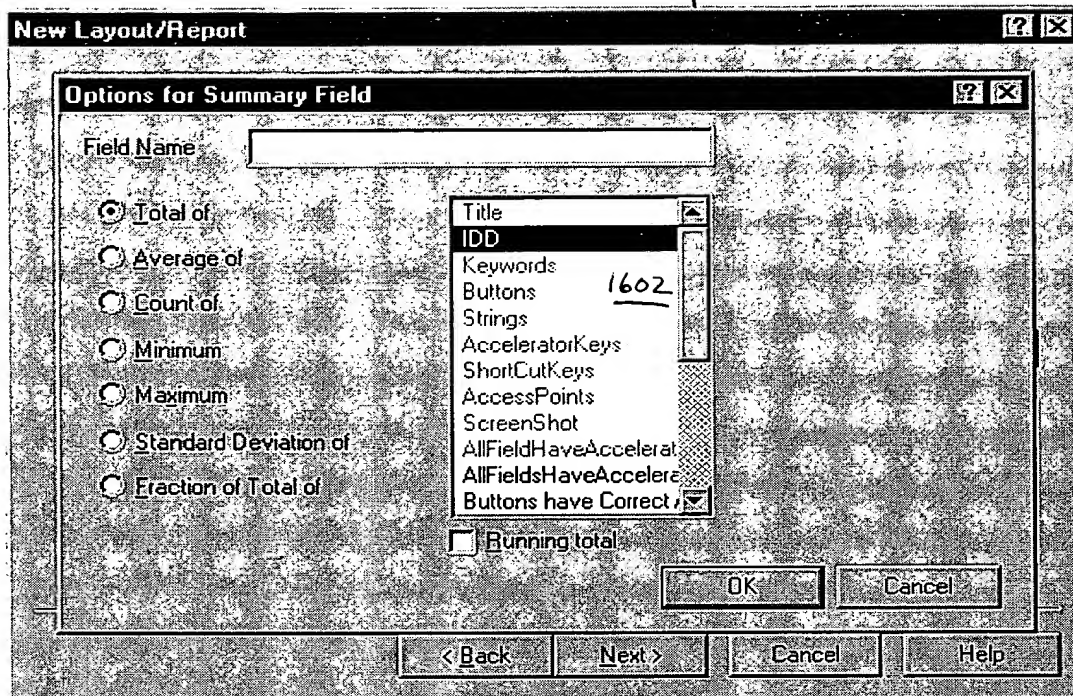 New Layout/Report
Options for Summary Field
Field Name
Total of
Average of
Count of
Minimum
Maximum
Standard Deviation of
Fraction of Total of
Title
IDD
Keywords
Buttons
1602
Strings
AcceleratorKeys
ShortCutKeys
AccessPoints
ScreenShot
AllFieldHaveAccelerat
AllFieldsHaveAccelera
Buttons have Correct
Running total
OK
Cancel
< Back
Next >
Cancel
Help